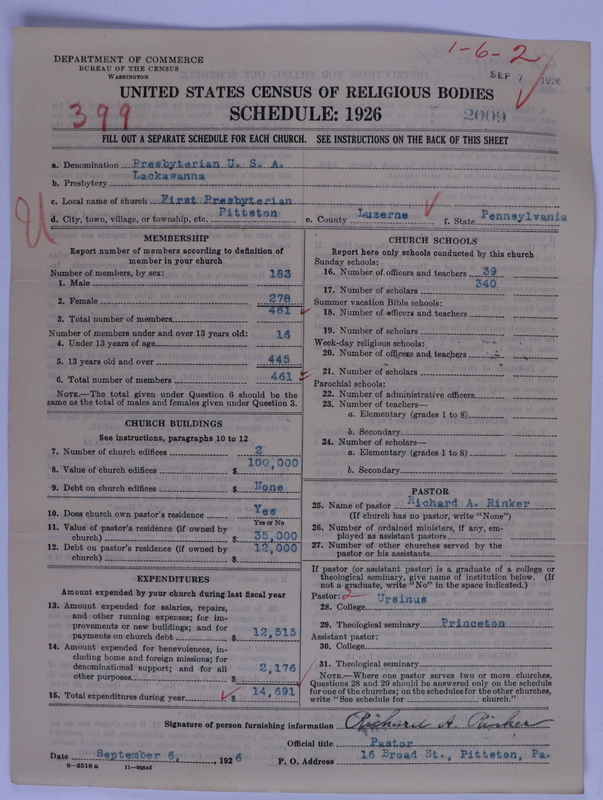 1-6-2
DEPARTMENT OF COMMERCE
BUREAU OF THE CENSUS
WASHINGTON
SEP 7 1926
UNITED STATES CENSUS OF RELIGIOUS BODIES
399
SCHEDULE: 1926
2009
FILL OUT A SEPARATE SCHEDULE FOR EACH CHURCH. SEE INSTRUCTIONS ON THE BACK OF THIS SHEET
a. Denomination Presbyterian U. S. A.
b. Presbytery Lackawanna
c. Local name of church First Presbyterian
d. City, town, village, or township, etc. Pittston e. County Luzerne f. State Pennsylvania
MEMBERSHIP
Report number of members according to definition of
member in your church
Number of members, by sex:
1. Male 183
2. Female 278
3. Total number of members 461
Number of members under and over 13 years old:
4. Under 13 years of age 16
5. 13 years old and over 445
6. Total number of members 461
NOTE.—The total given under Question 6 should be the
same as the total of males and females given under Question 3.
CHURCH BUILDINGS
See instructions, paragraphs 10 to 12
7. Number of church edifices 2
8. Value of church edifices $ 100,000
9. Debt on church edifices $ None
10. Does church own pastor's residence? Yes
Yes or No
11. Value of pastor's residence (if owned by
church) $ 35,000
12. Debt on pastor's residence (if owned by
church) $ 12,000
EXPENDITURES
Amount expended by your church during last fiscal year
13. Amount expended for salaries, repairs,
and other running expenses; for im-
provements or new buildings; and for
payments on church debt $ 12,515
14. Amount expended for benevolences, in-
cluding home and foreign missions; for
denominational support; and for all
other purposes $ 2,176
15. Total expenditures during year $ 14,691
CHURCH SCHOOLS
Report here only schools conducted by this church
Sunday schools:
16. Number of officers and teachers 39
17. Number of scholars 340
Summer vacation Bible schools:
18. Number of officers and teachers
19. Number of scholars
Week-day religious schools:
20. Number of officers and teachers
21. Number of scholars
Parochial schools:
22. Number of administrative officers
23. Number of teachers—
a. Elementary (grades 1 to 8)
b. Secondary
24. Number of scholars—
a. Elementary (grades 1 to 8)
b. Secondary
PASTOR
25. Name of pastor Richard A. Rinker
(If church has no pastor, write "None")
26. Number of ordained ministers, if any, em-
ployed as assistant pastors
27. Number of other churches served by the
pastor or his assistants
If pastor (or assistant pastor) is a graduate of a college or
theological seminary, give name of institution below. (If
not a graduate, write "No" in the space indicated.)
Pastor: 2
28. College Ursinus
29. Theological seminary Princeton
Assistant pastor:
30. College
31. Theological seminary
NOTE.—Where one pastor serves two or more churches,
Questions 28 and 29 should be answered only on the schedule
for one of the churches; on the schedules for the other churches,
write "See schedule for church."
Signature of person furnishing information Richard A. Rinker
Official title Pastor
Date September 6, 1926 P. O. Address 16 Broad St., Pittston, Pa.
8-5518a